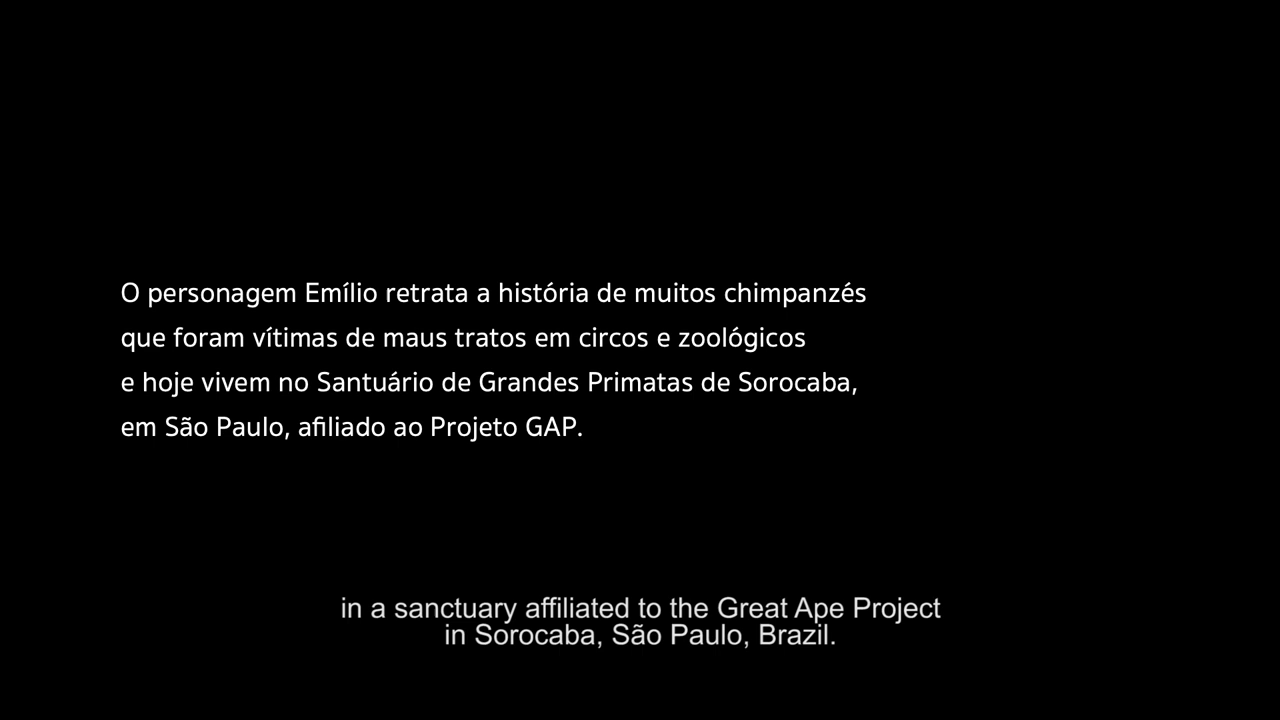 O personagem Emílio retrata a história de muitos chimpanzés
que foram vítimas de maus tratos em circos e zoológicos
e hoje vivem no Santuário de Grandes Primatas de Sorocaba,
em São Paulo, afiliado ao Projeto GAP.
in a sanctuary affiliated to the Great Ape Project
in Sorocaba, São Paulo, Brazil.